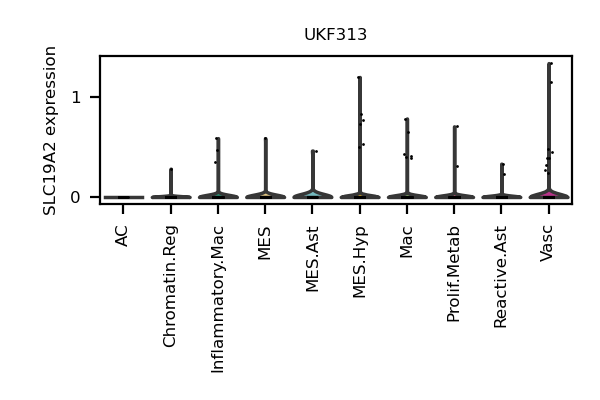 UKF313
SLC19A2 expression
1
0
AC
Chromatin.Reg
Inflammatory.Mac
MES
MES.Ast
MES.Hyp
Mac
Prolif.Metab
Reactive.Ast
Vasc